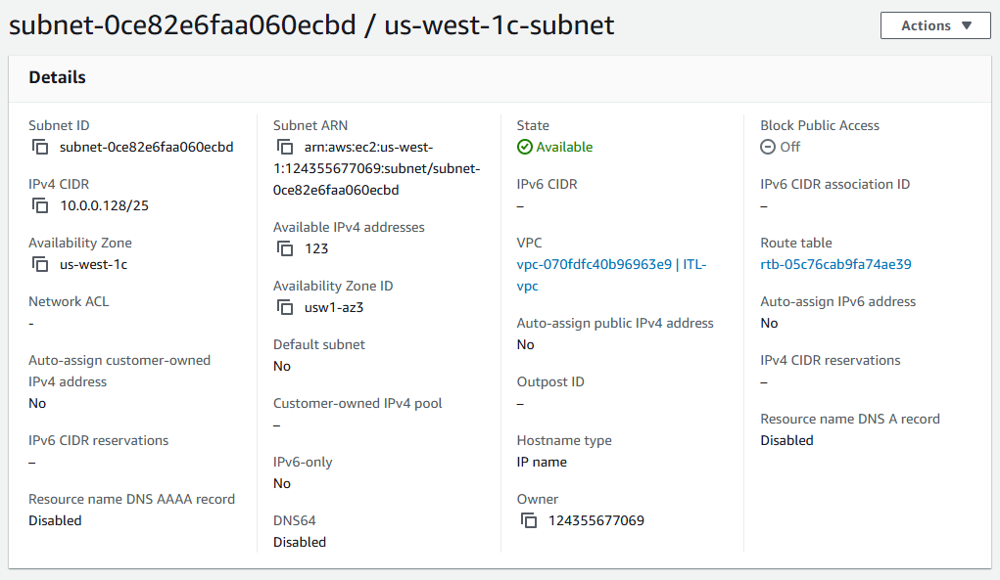 subnet-0ce82e6faa060ecbd / us-west-1c-subnet
Actions
Details
Subnet ID
subnet-0ce82e6faa060ecbd
IPv4 CIDR
10.0.0.128/25
Availability Zone
us-west-1c
Network ACL
-
Auto-assign customer-owned
IPv4 address
No
IPv6 CIDR reservations
–
Resource name DNS AAAA record
Disabled
Subnet ARN
arn:aws:ec2:us-west-
1:124355677069:subnet/subnet-
0ce82e6faa060ecbd
Available IPv4 addresses
123
Availability Zone ID
usw1-az3
Default subnet
No
Customer-owned IPv4 pool
–
IPv6-only
No
DNS64
Disabled
State
Available
IPv6 CIDR
–
VPC
vpc-070fdfc40b96963e9 | ITL-
vpc
Auto-assign public IPv4 address
No
Outpost ID
–
Hostname type
IP name
Owner
124355677069
Block Public Access
Off
IPv6 CIDR association ID
–
Route table
rtb-05c76cab9fa74ae39
Auto-assign IPv6 address
No
IPv4 CIDR reservations
–
Resource name DNS A record
Disabled